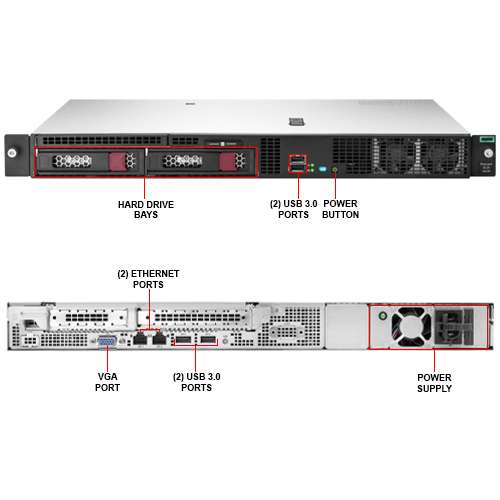 HARD DRIVE
BAYS
(2) USB 3.0
PORTS
POWER
BUTTON
(2) ETHERNET
PORTS
VGA
PORT
(2) USB 3.0
PORTS
POWER
SUPPLY